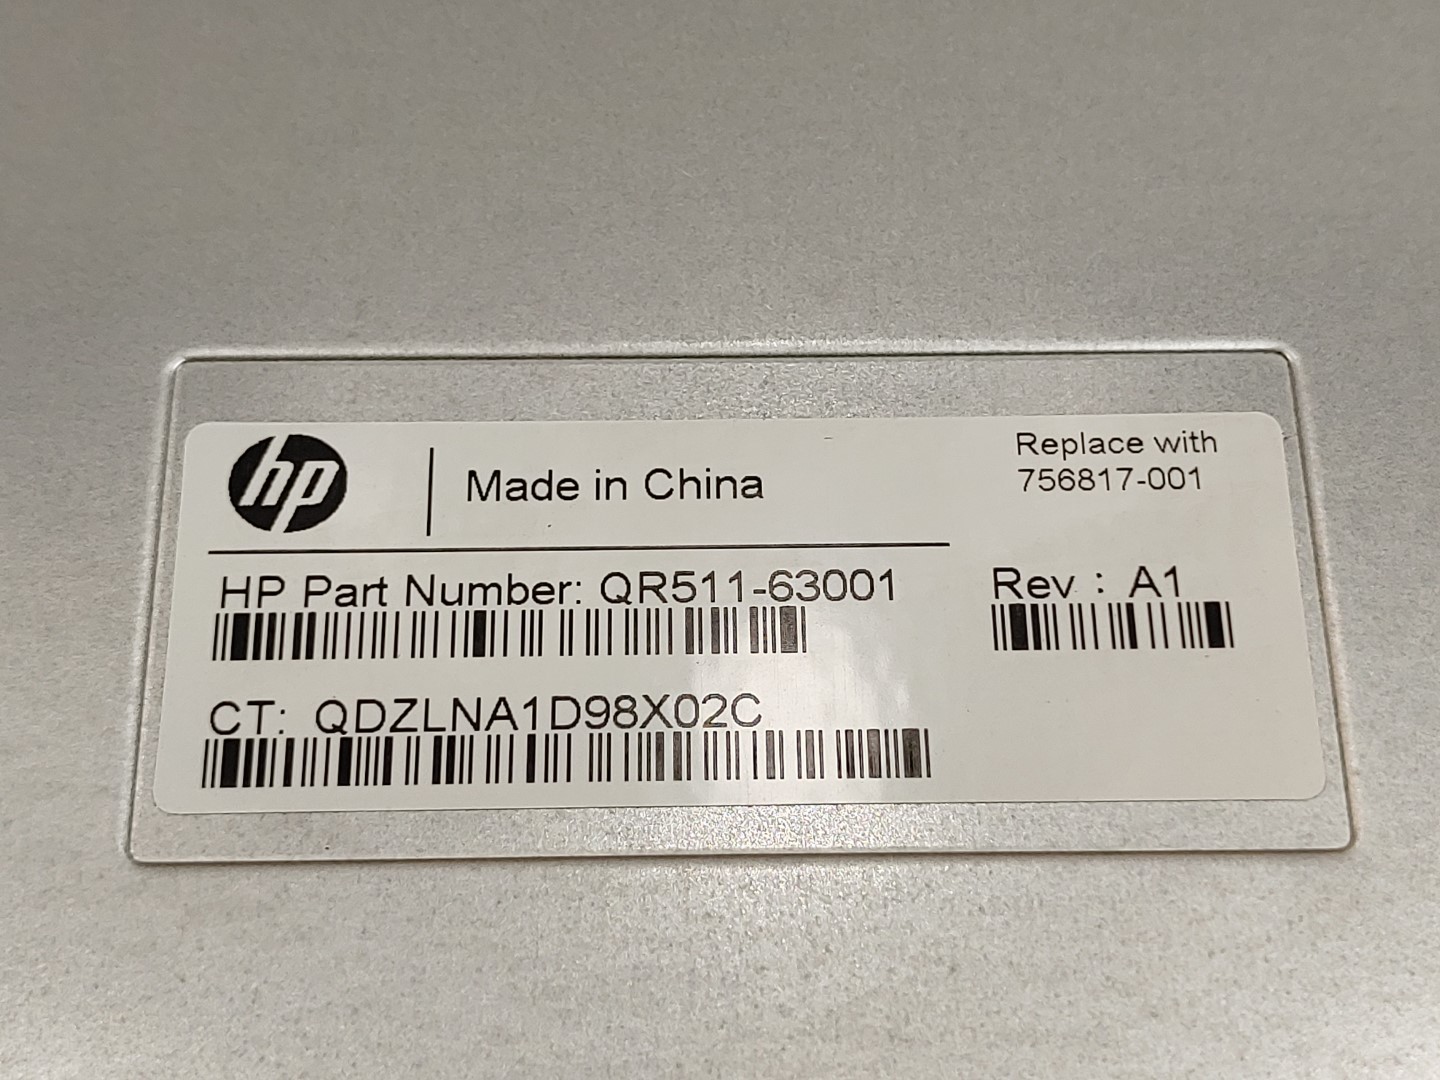 hp
Made in China
Replace with
756817-001
HP Part Number: QR511-63001
Rev : A1
CT: QDZLNA1D98X02C